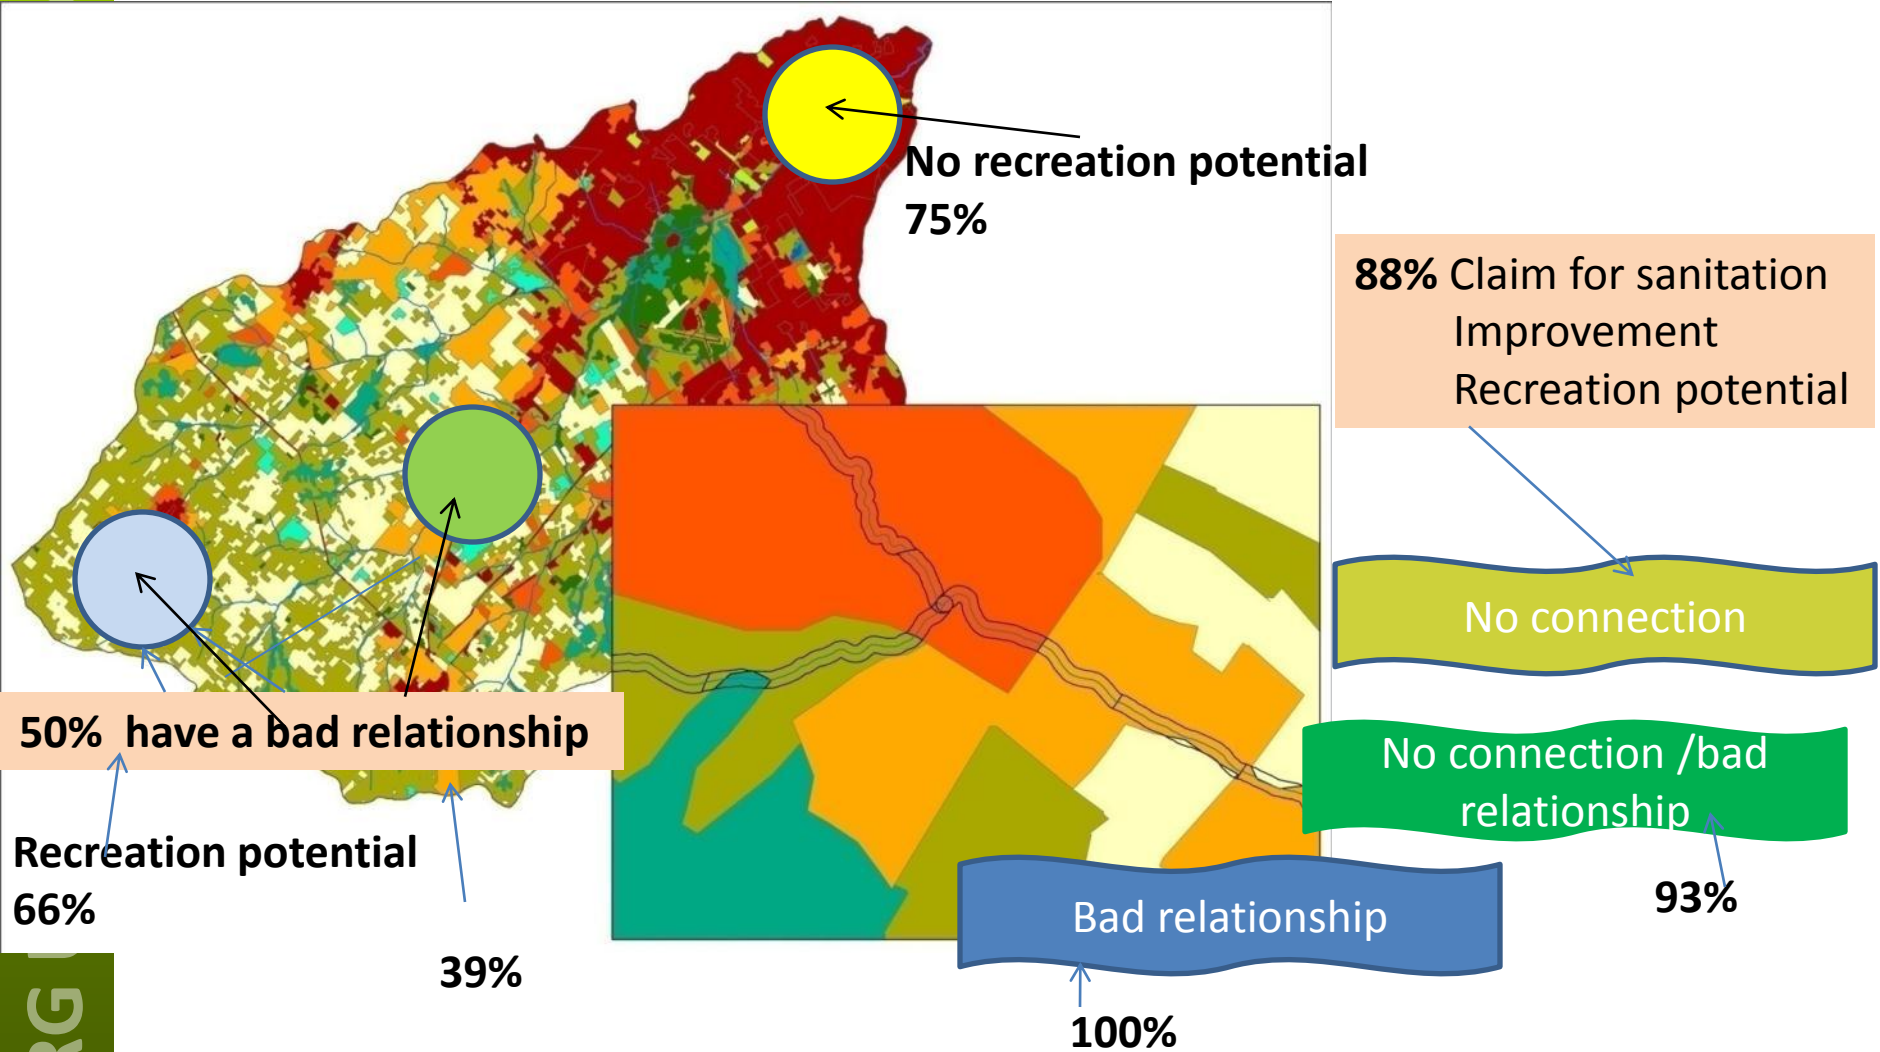 No recreation potential
75%
88% Claim for sanitation
Improvement
Recreation potential
No connection
50% have a bad relationship
No connection /bad
relationship
Recreation potential
66%
93%
Bad relationship
39%
100%
RG